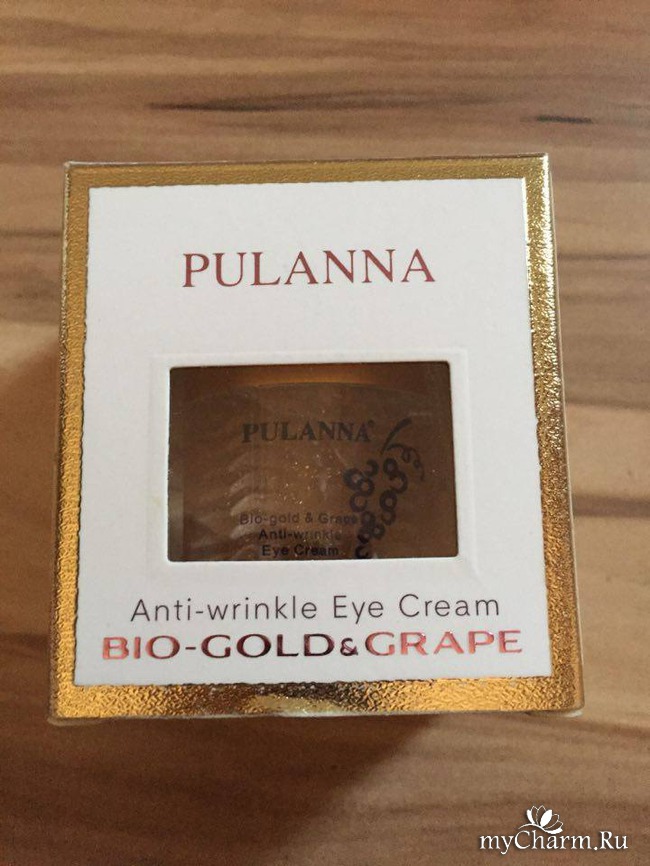 PULANNA
PULANNA®
Bio-gold & Grape
Anti-wrinkle
Eye Cream
Anti-wrinkle Eye Cream
BIO-GOLD&GRAPE
myCharm.Ru